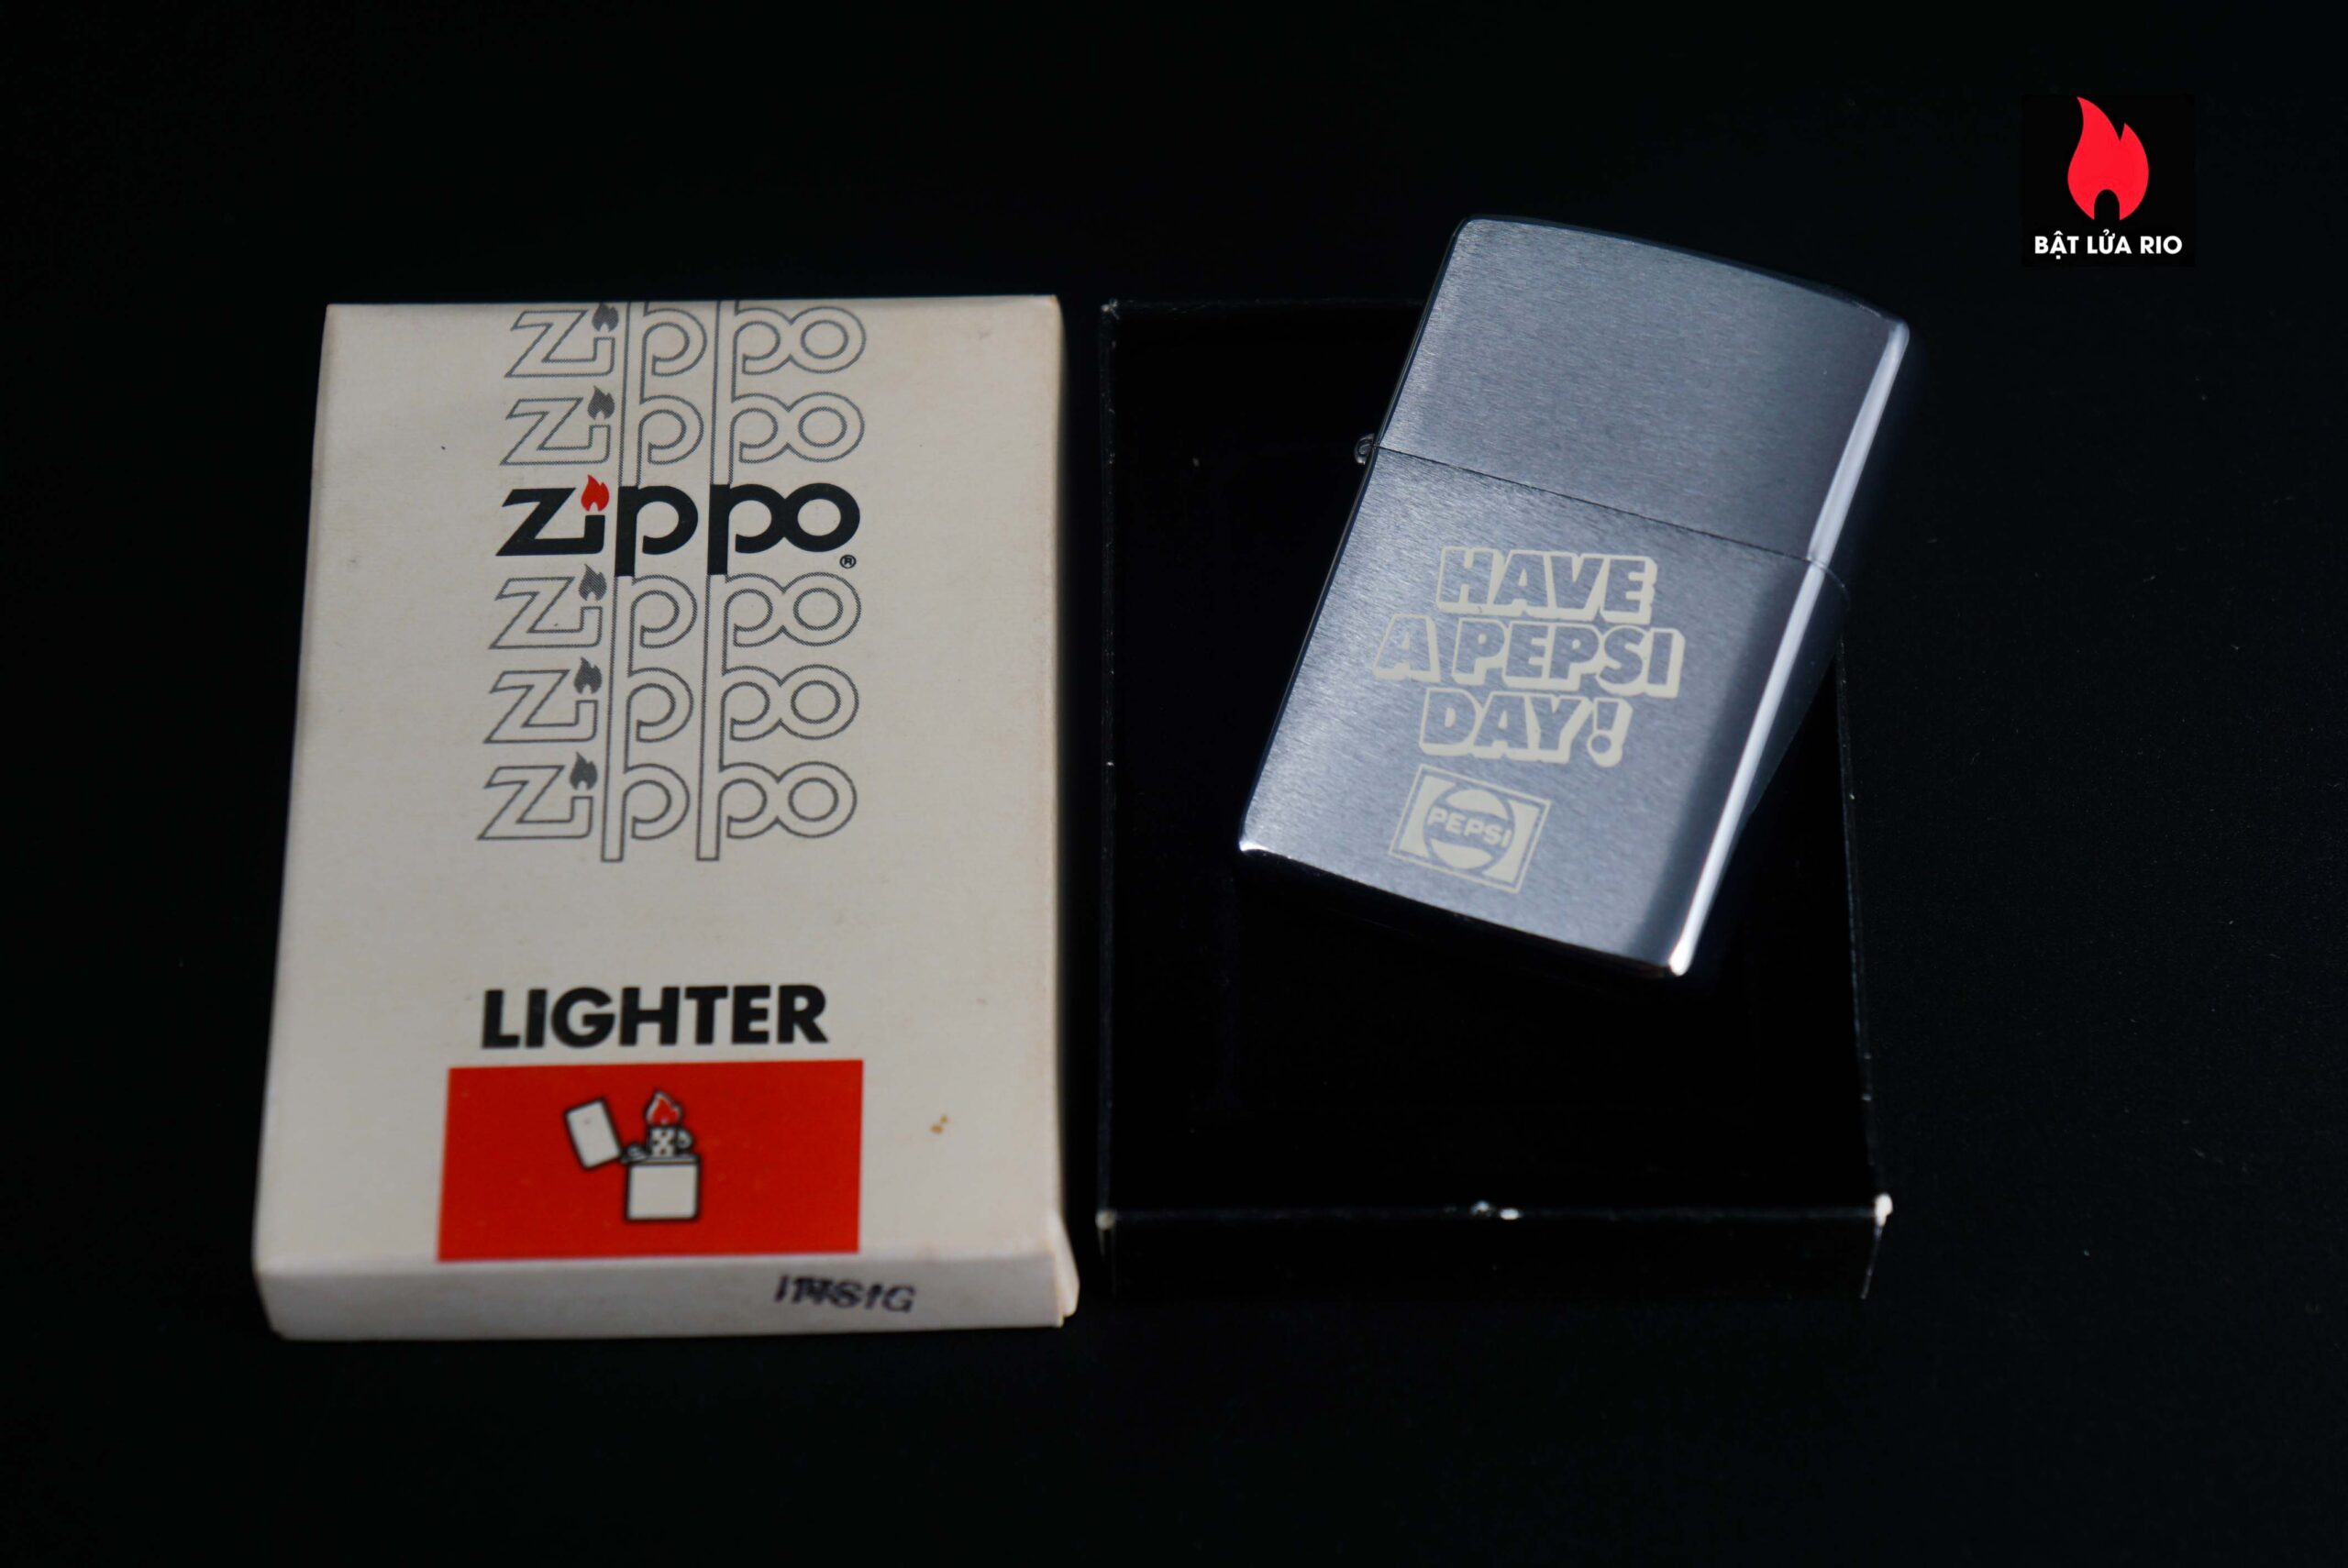 zippo
zippo
zippo®
zippo
zippo
zippo
LIGHTER
HAVE
A PEPSI
DAY!
PEPSI
BẬT LỬA RIO